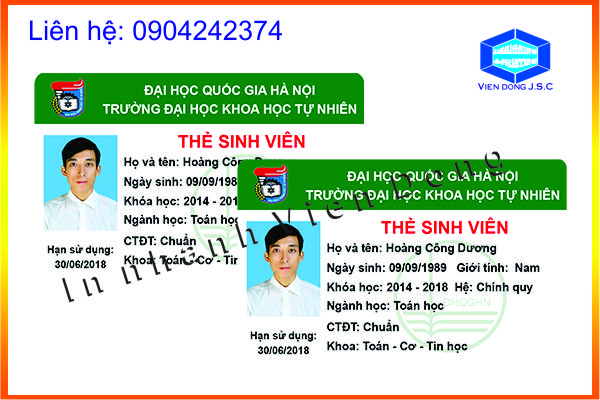 Liên hệ: 0904242374
VIEN DONG J.S.C
ĐẠI HỌC QUỐC GIA HÀ NỘI
TRƯỜNG ĐẠI HỌC KHOA HỌC TỰ NHIÊN
THẺ SINH VIÊN
Họ và tên: Hoàng Công Dương
Ngày sinh: 09/09/198
Khóa học: 2014 - 201
Ngành học: Toán học
CTĐT: Chuẩn
Khoa: Toán - Cơ - Tin
Hạn sử dụng:
30/06/2018
In nhanh Vien Dong
ĐẠI HỌC QUỐC GIA HÀ NỘI
TRƯỜNG ĐẠI HỌC KHOA HỌC TỰ NHIÊN
THẺ SINH VIÊN
Họ và tên: Hoàng Công Dương
Ngày sinh: 09/09/1989 Giới tính: Nam
Khóa học: 2014 - 2018 Hệ: Chính quy
Ngành học: Toán học
CTĐT: Chuẩn
Khoa: Toán - Cơ - Tin học
Hạn sử dụng:
30/06/2018
ĐHQGHN